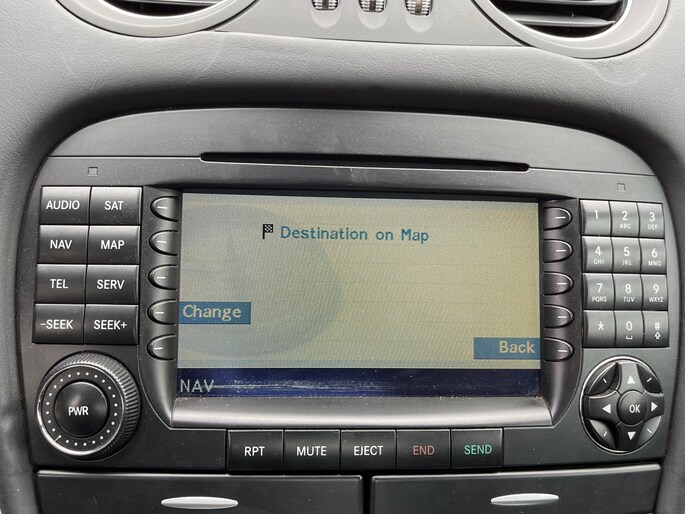 AUDIO SAT
NAV MAP
TEL SERV
-SEEK SEEK+
PWR
Destination on Map
Change
Back
NAV
RPT MUTE EJECT END SEND
1 2 ABC 3 DEF
4 GHI 5 JKL 6 MNO
7 PQRS 8 TUV 9 WXYZ
* 0 #
OK